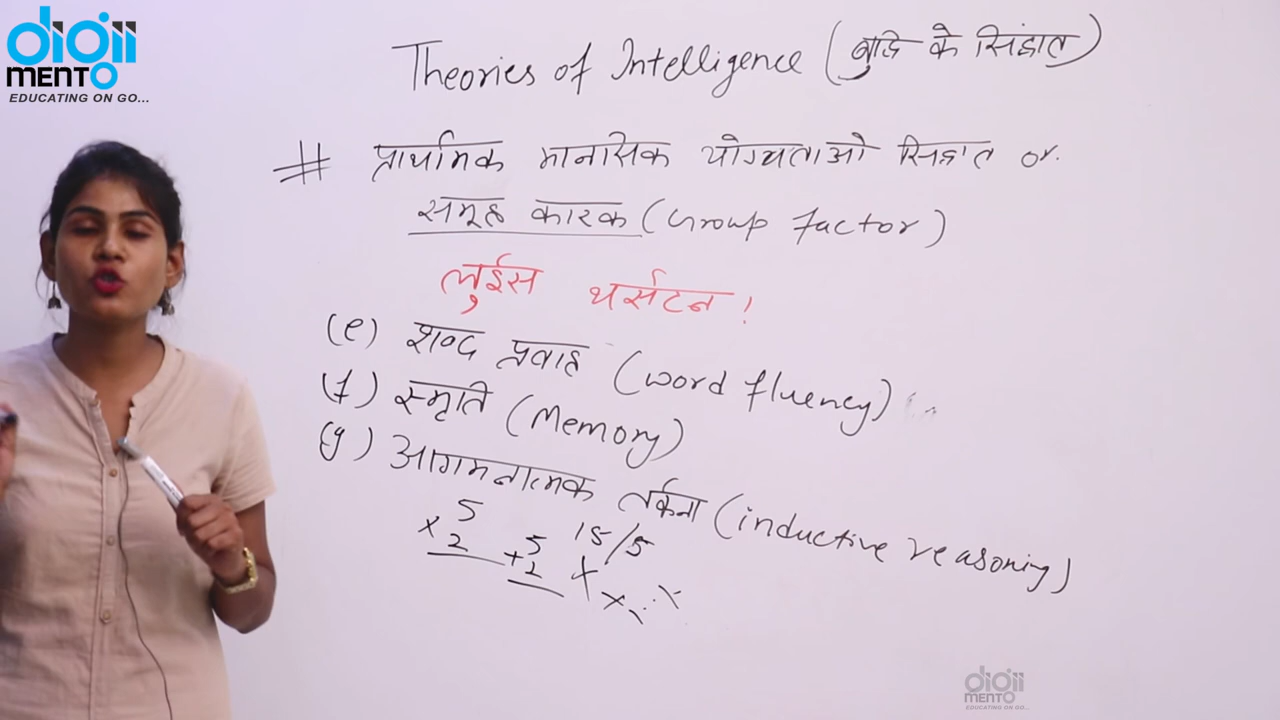 digii
MENTO
EDUCATING ON GO...
Theories of Intelligence (बुद्धि के सिद्धांत)
# प्राथमिक मानसिक योग्यताओ सिद्धात or.
समूह कारक (Group factor)
लुईस थर्सटन !
(e) शब्द प्रवाह (word fluency)
(f) स्मृति (Memory)
(g) आगमनात्मक तर्कना (inductive reasoning)
5 15/5
× 2 + 5
2 +
× ÷
digii
MENTO
EDUCATING ON GO...